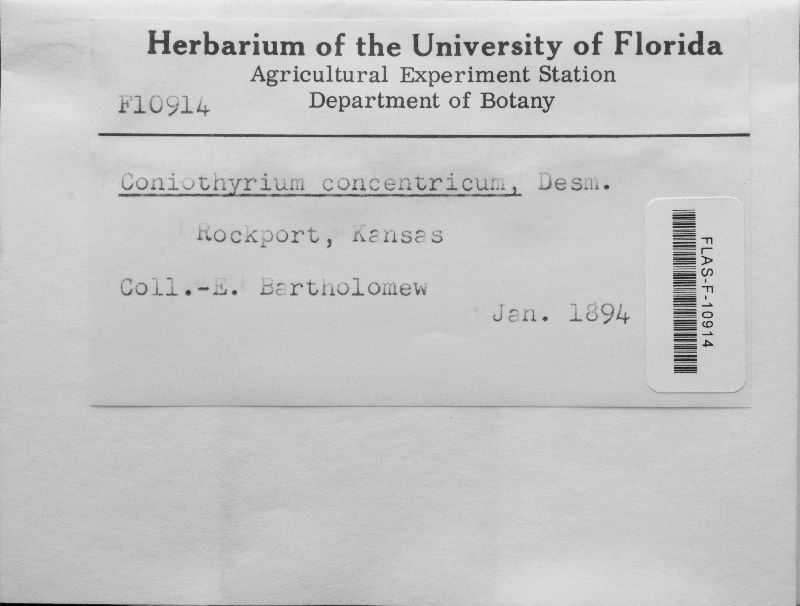 Herbarium of the University of Florida
Agricultural Experiment Station
Department of Botany
F10914
Coniothyrium concentricum, Desm.
Rockport, Kansas
Coll.-E. Bartholomew
Jan. 1894
FLAS-F-10914